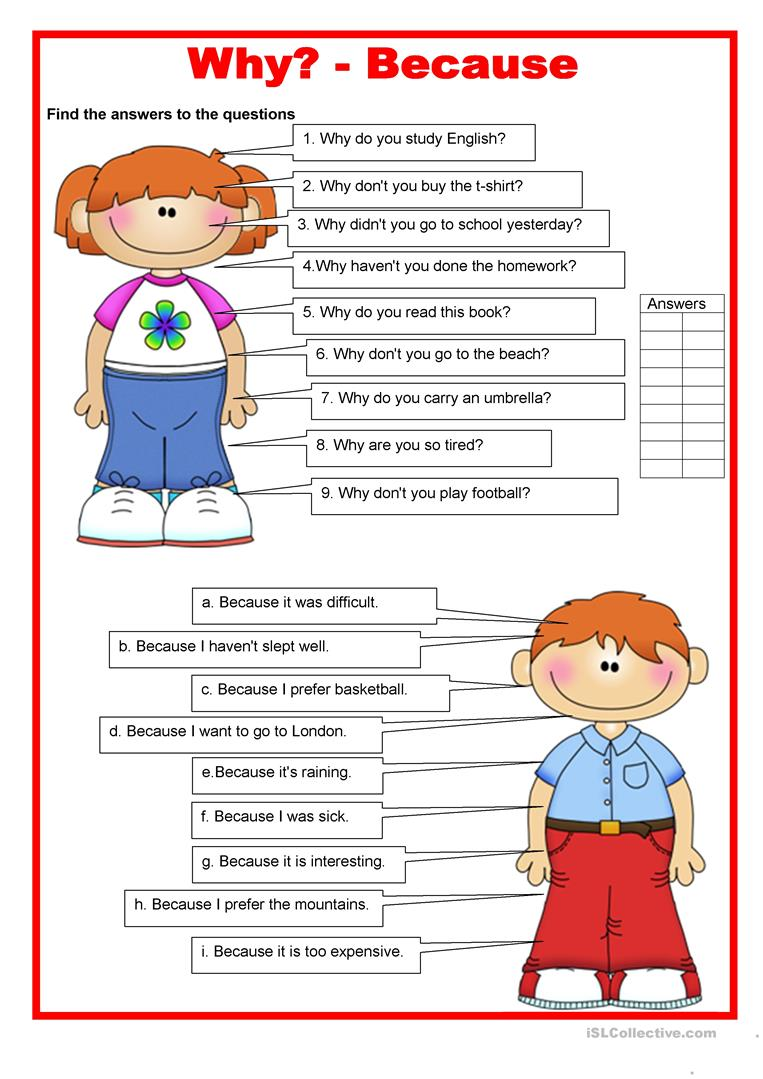 Why? - Because
Find the answers to the questions
1. Why do you study English?
2. Why don't you buy the t-shirt?
3. Why didn't you go to school yesterday?
4.Why haven't you done the homework?
5. Why do you read this book?
6. Why don't you go to the beach?
7. Why do you carry an umbrella?
8. Why are you so tired?
9. Why don't you play football?
Answers
a. Because it was difficult.
b. Because I haven't slept well.
c. Because I prefer basketball.
d. Because I want to go to London.
e.Because it's raining.
f. Because I was sick.
g. Because it is interesting.
h. Because I prefer the mountains.
i. Because it is too expensive.
iSLCollective.com